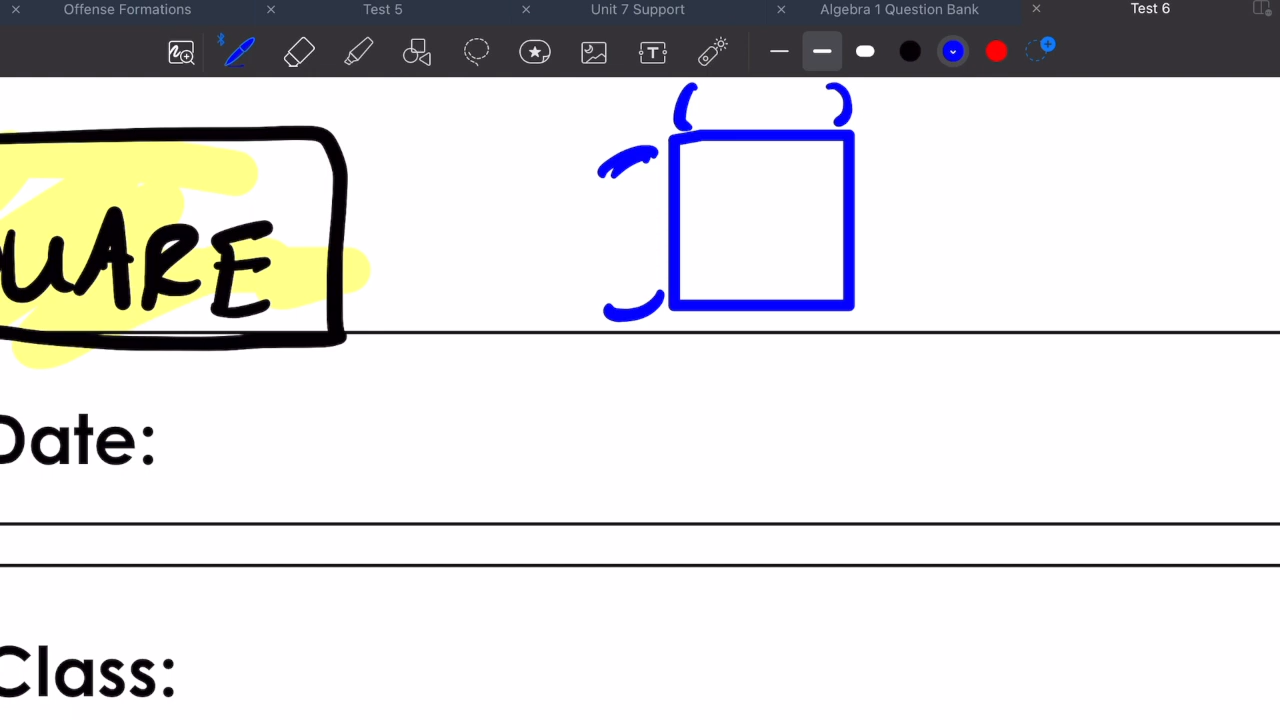 Offense Formations Test 5 Unit 7 Support Algebra 1 Question Bank Test 6
UARE
Date:
Class: